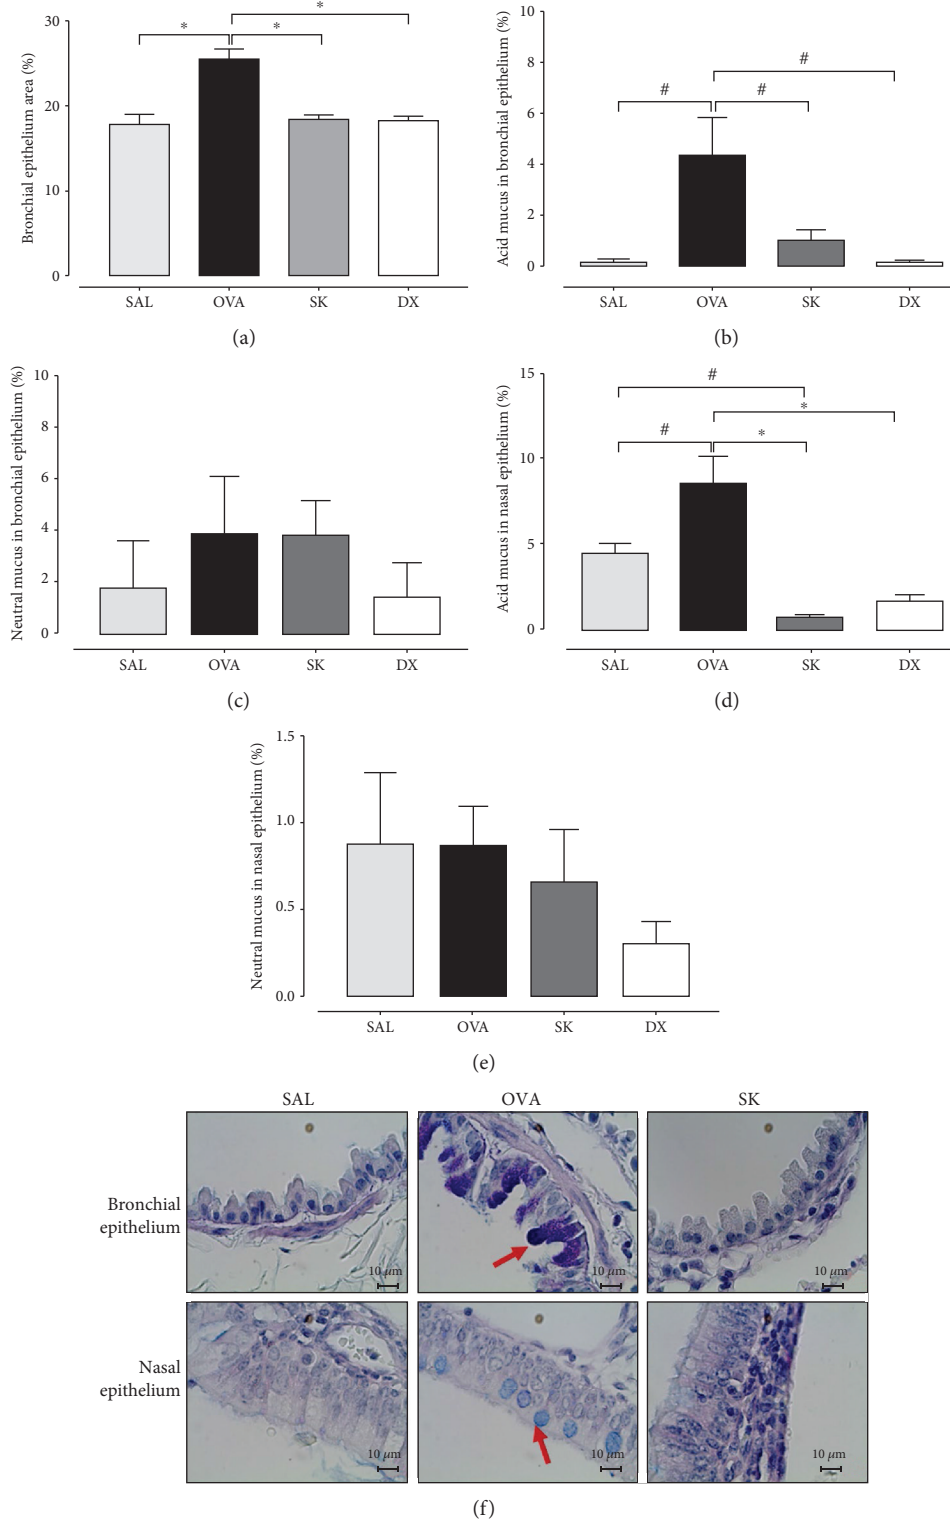 30
20
10
0
Bronchial epithelium area (%)
*
*
*
SAL OVA SK DX
(a)
10
8
6
4
2
0
Acid mucus in bronchial epithelium (%)
#
#
#
SAL OVA SK DX
(b)
10
8
6
4
2
0
Neutral mucus in bronchial epithelium (%)
SAL OVA SK DX
(c)
15
10
5
0
Acid mucus in nasal epithelium (%)
#
*
#
*
SAL OVA SK DX
(d)
1.5
1.0
0.5
0.0
Neutral mucus in nasal epithelium (%)
SAL OVA SK DX
(e)
SAL OVA SK
Bronchial
epithelium
10 μm 10 μm 10 μm
Nasal
epithelium
10 μm 10 μm 10 μm
(f)